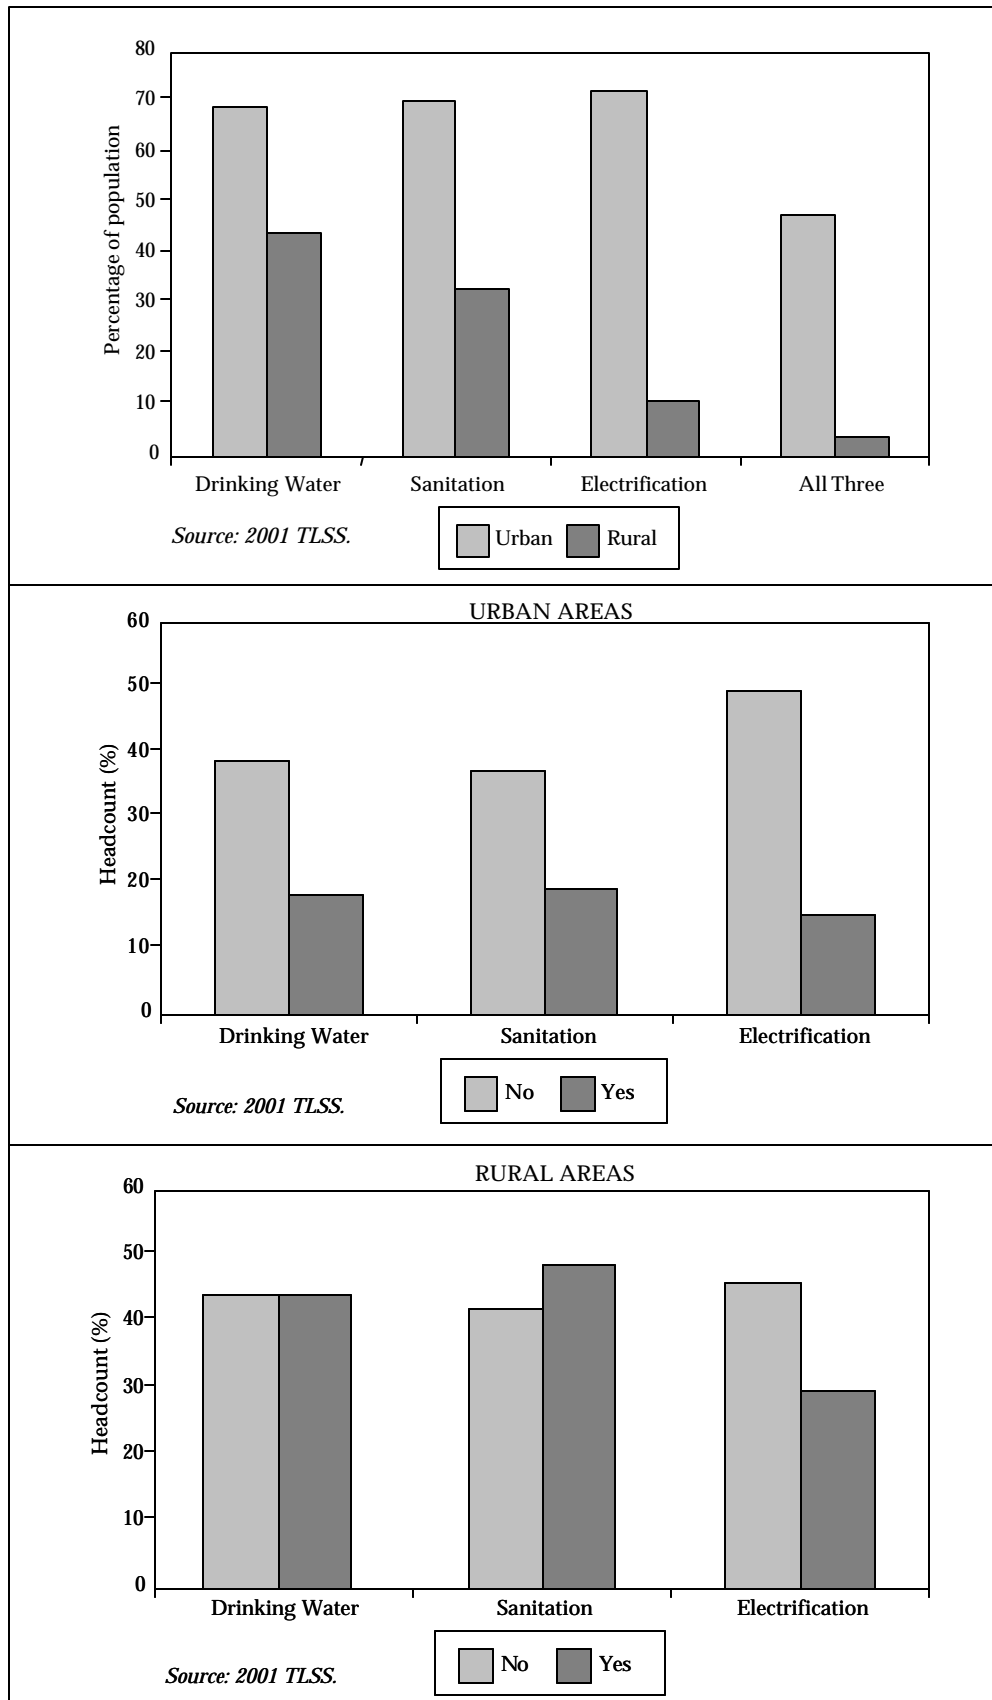 80
70
60
50
40
30
20
10
0
Percentage of population
Drinking Water Sanitation Electrification All Three
Source: 2001 TLSS.
Urban Rural
URBAN AREAS
60
50
40
30
20
10
0
Headcount (%)
Drinking Water Sanitation Electrification
No Yes
Source: 2001 TLSS.
RURAL AREAS
60
50
40
30
20
10
0
Headcount (%)
Drinking Water Sanitation Electrification
No Yes
Source: 2001 TLSS.